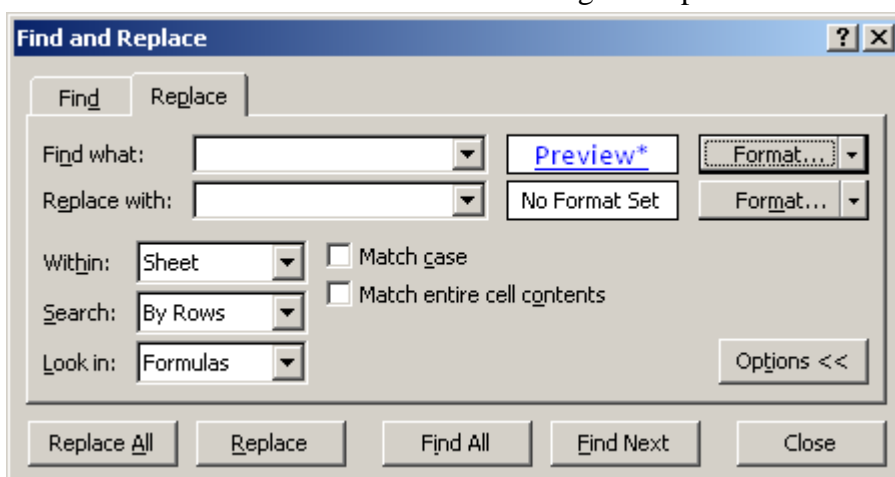 Find and Replace
Find Replace
Find what: Preview* Format...
Replace with: No Format Set Format...
Within: Sheet Match case
Match entire cell contents
Search: By Rows
Look in: Formulas Options <<
Replace All Replace Find All Find Next Close